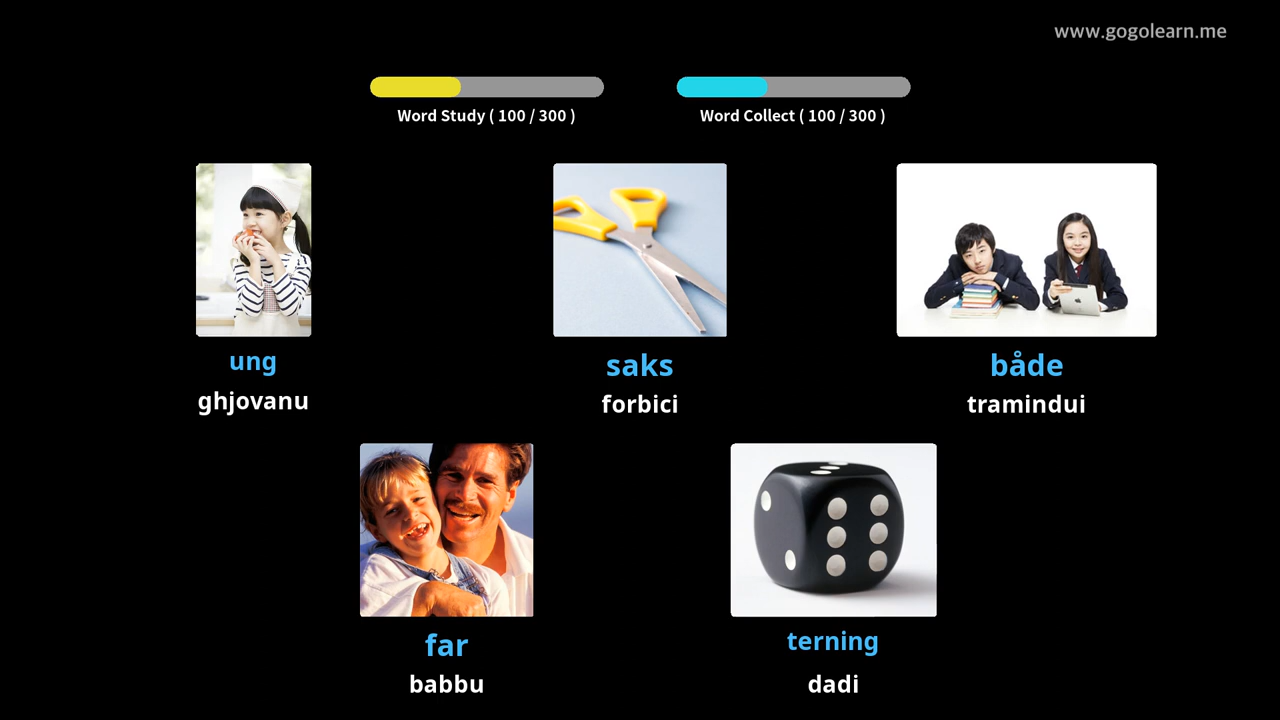 www.gogolearn.me
Word Study ( 100 / 300 )
Word Collect ( 100 / 300 )
ung
ghjovanu
saks
forbici
både
tramindui
far
babbu
terning
dadi